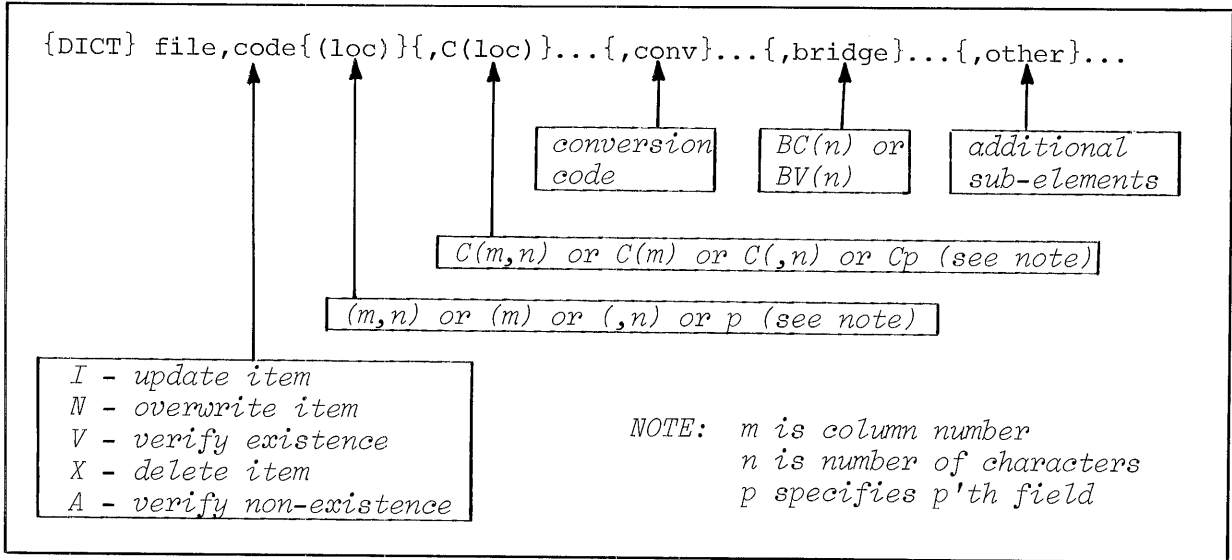 {DICT} file,code{(loc)}{,C(loc)}...{,conv}...{,bridge}...{,other}...
conversion
code
BC(n) or
BV(n)
additional
sub-elements
C(m,n) or C(m) or C(,n) or Cp (see note)
(m,n) or (m) or (,n) or p (see note)
I - update item
N - overwrite item
V - verify existence
X - delete item
A - verify non-existence
NOTE: m is column number
n is number of characters
p specifies p'th field